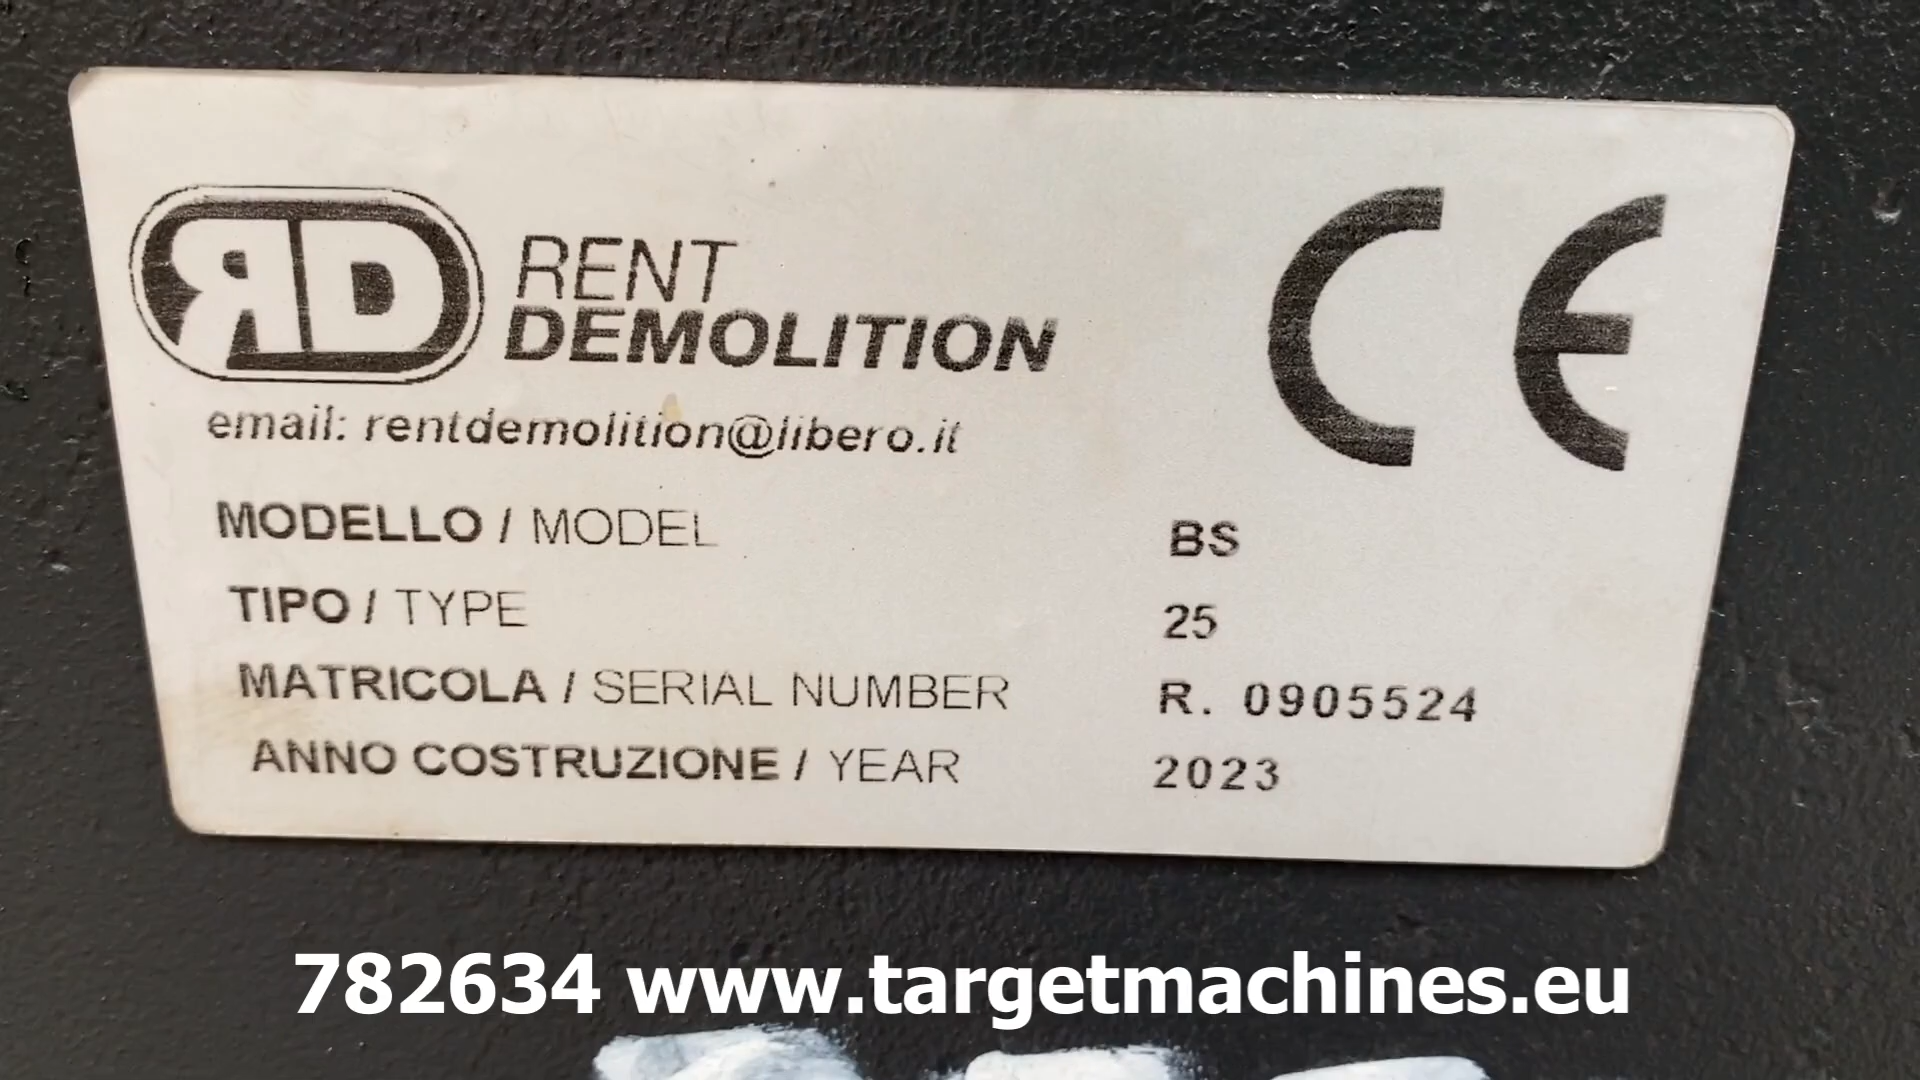 RD RENT
DEMOLITION
CE
email: rentdemolition@libero.it
MODELLO / MODEL BS
TIPO / TYPE 25
MATRICOLA / SERIAL NUMBER R. 0905524
ANNO COSTRUZIONE / YEAR 2023
782634 www.targetmachines.eu